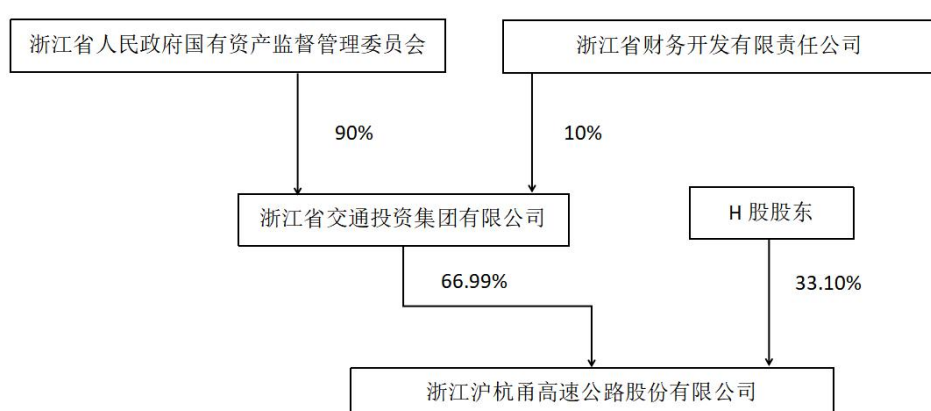 浙江省人民政府国有资产监督管理委员会
浙江省财务开发有限责任公司
90%
10%
浙江省交通投资集团有限公司
H 股股东
66.99%
33.10%
浙江沪杭甬高速公路股份有限公司